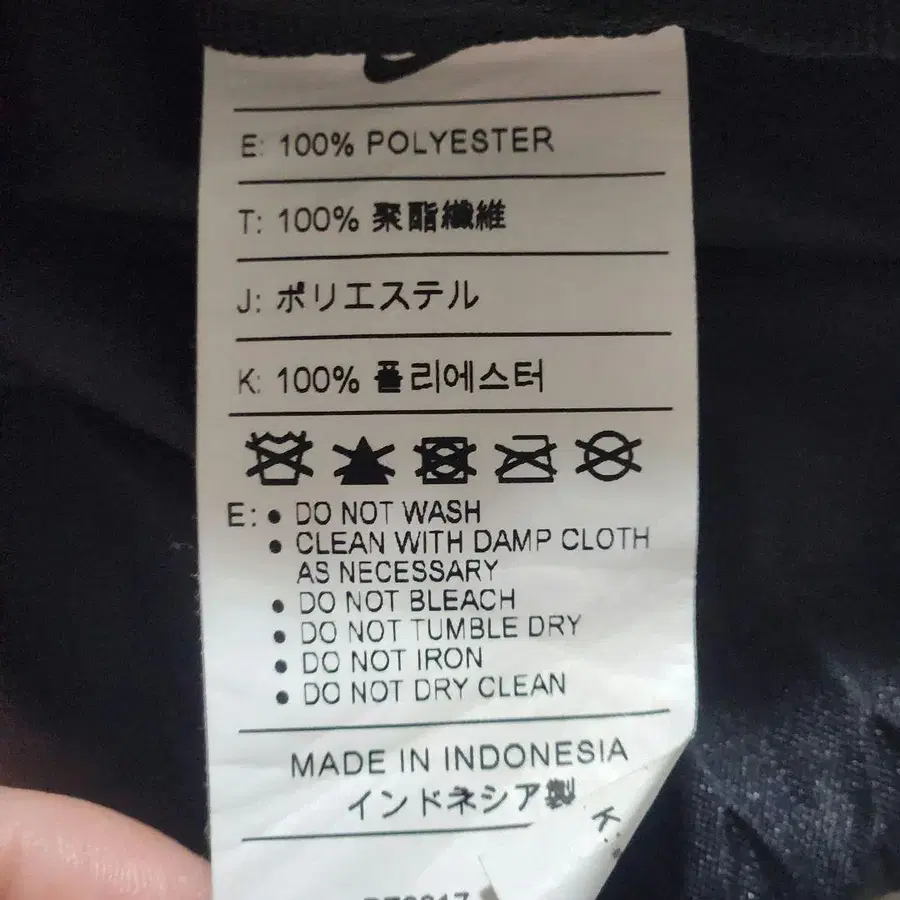 E: 100% POLYESTER
T: 100% 聚酯纖維
J: ポリエステル
K: 100% 폴리에스터
E: • DO NOT WASH
• CLEAN WITH DAMP CLOTH
AS NECESSARY
• DO NOT BLEACH
• DO NOT TUMBLE DRY
• DO NOT IRON
• DO NOT DRY CLEAN
MADE IN INDONESIA
インドネシア製
K: